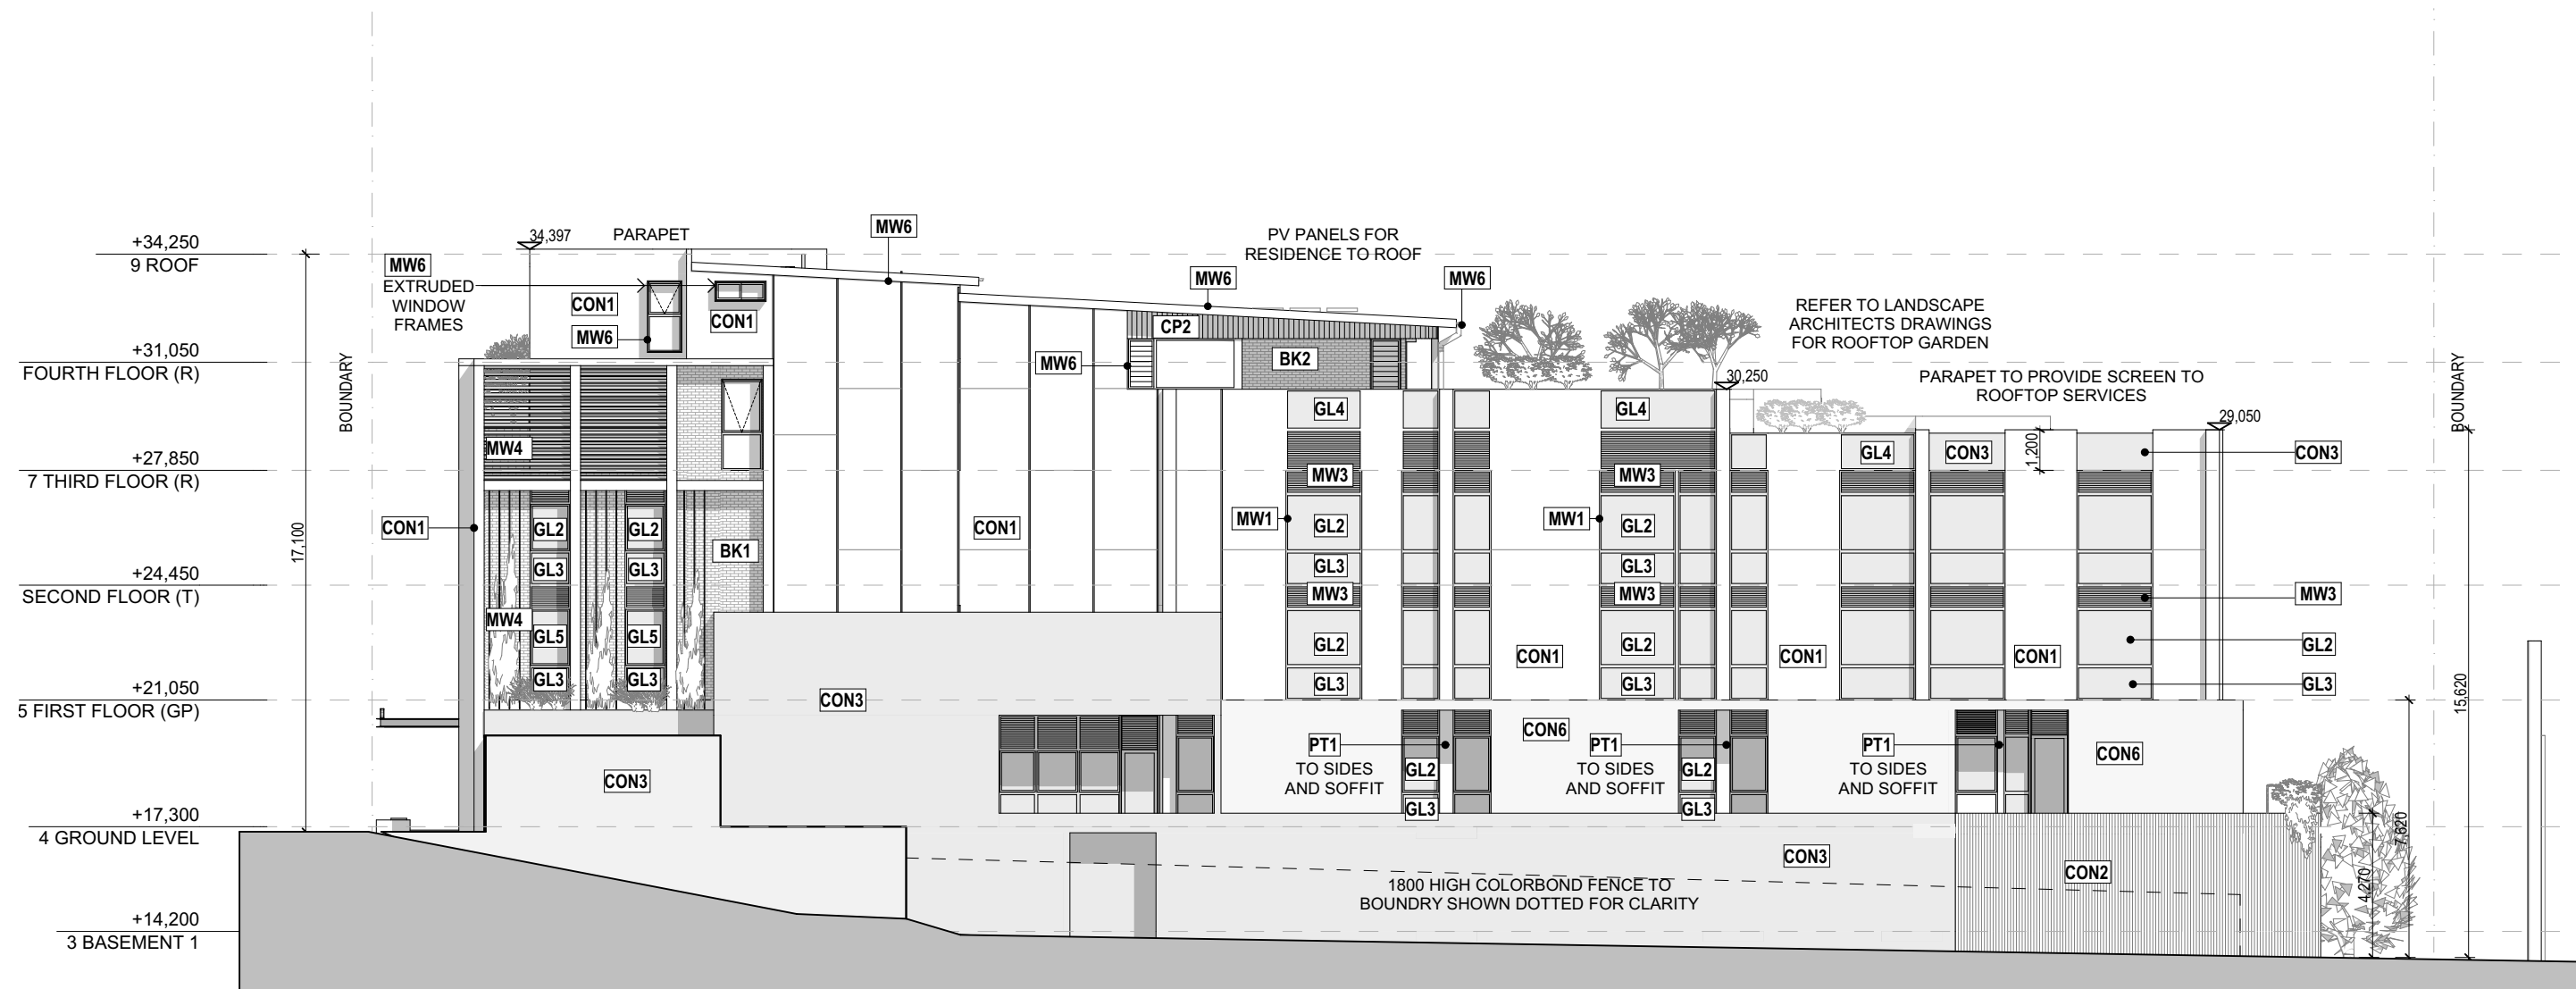 +34,250
9 ROOF
+31,050
FOURTH FLOOR (R)
+27,850
7 THIRD FLOOR (R)
+24,450
SECOND FLOOR (T)
+21,050
5 FIRST FLOOR (GP)
+17,300
4 GROUND LEVEL
+14,200
3 BASEMENT 1
17,100
BOUNDARY
34,397
PARAPET
MW6
EXTRUDED
WINDOW
FRAMES
CON1
MW6
CON1
MW6
PV PANELS FOR
RESIDENCE TO ROOF
MW6
MW6
CP2
BK2
MW6
REFER TO LANDSCAPE
ARCHITECTS DRAWINGS
FOR ROOFTOP GARDEN
30,250
PARAPET TO PROVIDE SCREEN TO
ROOFTOP SERVICES
29,050
BOUNDARY
1,200
CON1
MW4
MW4
GL2
GL3
GL5
GL3
GL2
GL3
GL5
GL3
BK1
CON1
GL4
MW3
MW1
GL2
GL3
MW3
GL2
GL3
GL4
MW3
MW1
GL2
GL3
MW3
GL2
GL3
GL4
CON3
CON3
MW3
GL2
GL3
CON1
CON1
CON1
CON3
CON3
PT1
TO SIDES
AND SOFFIT
GL2
GL3
CON6
PT1
TO SIDES
AND SOFFIT
GL2
GL3
PT1
TO SIDES
AND SOFFIT
CON6
CON3
1800 HIGH COLORBOND FENCE TO
BOUNDRY SHOWN DOTTED FOR CLARITY
CON2
4,270
7,620
15,620